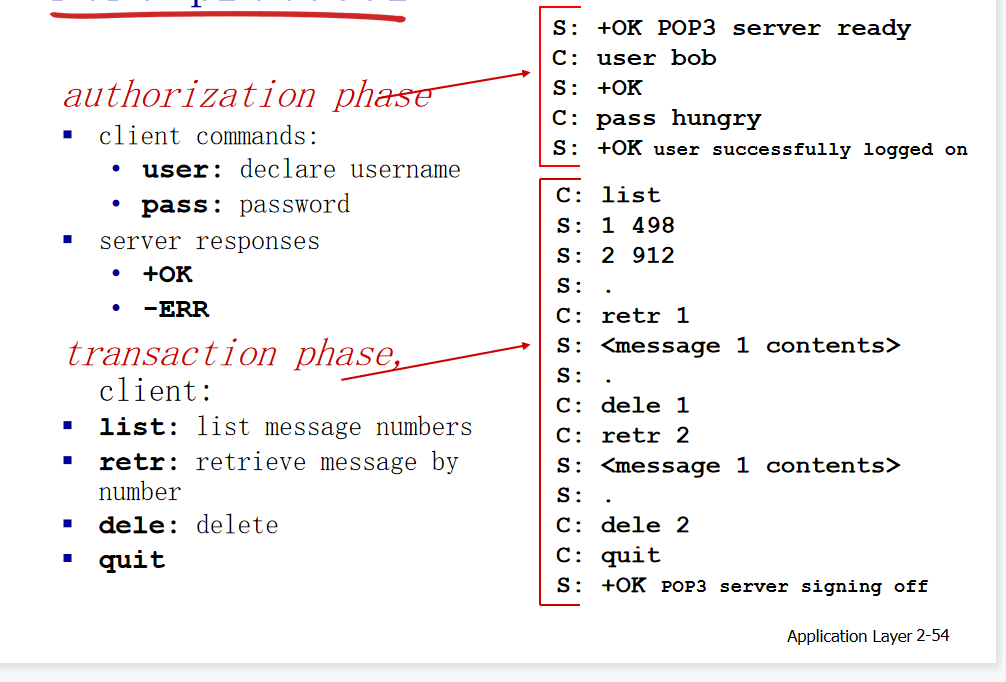 authorization phase
▪ client commands:
• user: declare username
• pass: password
▪ server responses
• +OK
• -ERR
transaction phase,
client:
▪ list: list message numbers
▪ retr: retrieve message by
number
▪ dele: delete
▪ quit
S: +OK POP3 server ready
C: user bob
S: +OK
C: pass hungry
S: +OK user successfully logged on
C: list
S: 1 498
S: 2 912
S: .
C: retr 1
S: <message 1 contents>
S: .
C: dele 1
C: retr 2
S: <message 1 contents>
S: .
C: dele 2
C: quit
S: +OK POP3 server signing off
Application Layer 2-54